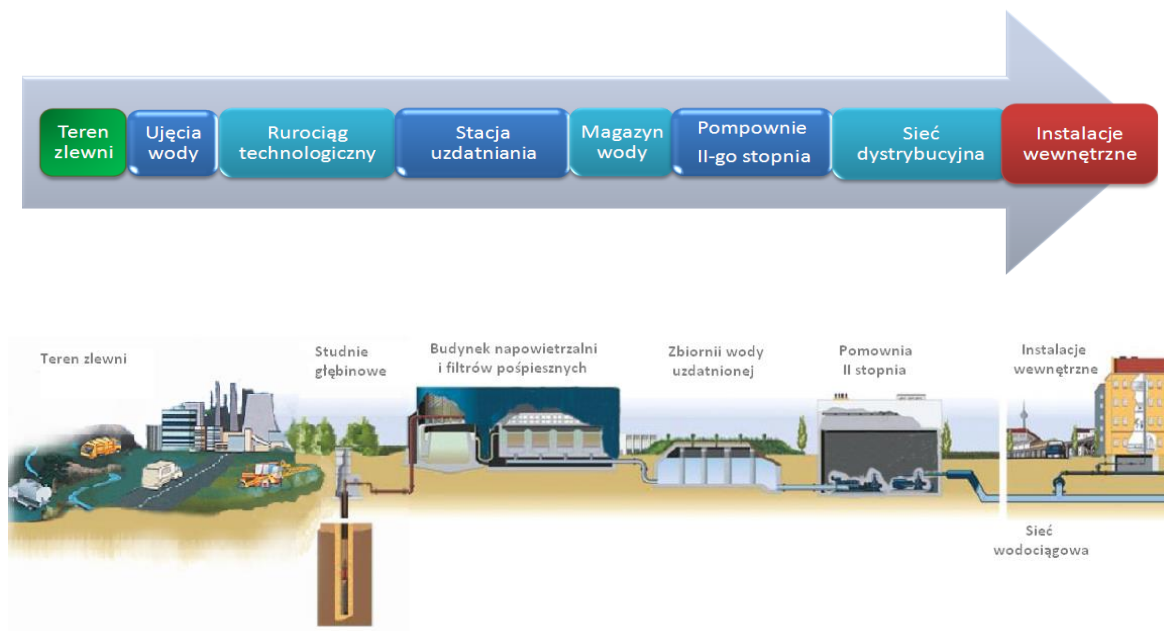 Teren
zlewni
Ujęcia
wody
Rurociąg
technologiczny
Stacja
uzdatniania
Magazyn
wody
Pompownie
II-go stopnia
Sieć
dystrybucyjna
Instalacje
wewnętrzne
Teren zlewni
Studnie
głębinowe
Budynek napowietrzalni
i filtrów pośpiesznych
Zbiornii wody
uzdatnionej
Pomownia
II stopnia
Instalacje
wewnętrzne
Sieć
wodociągowa